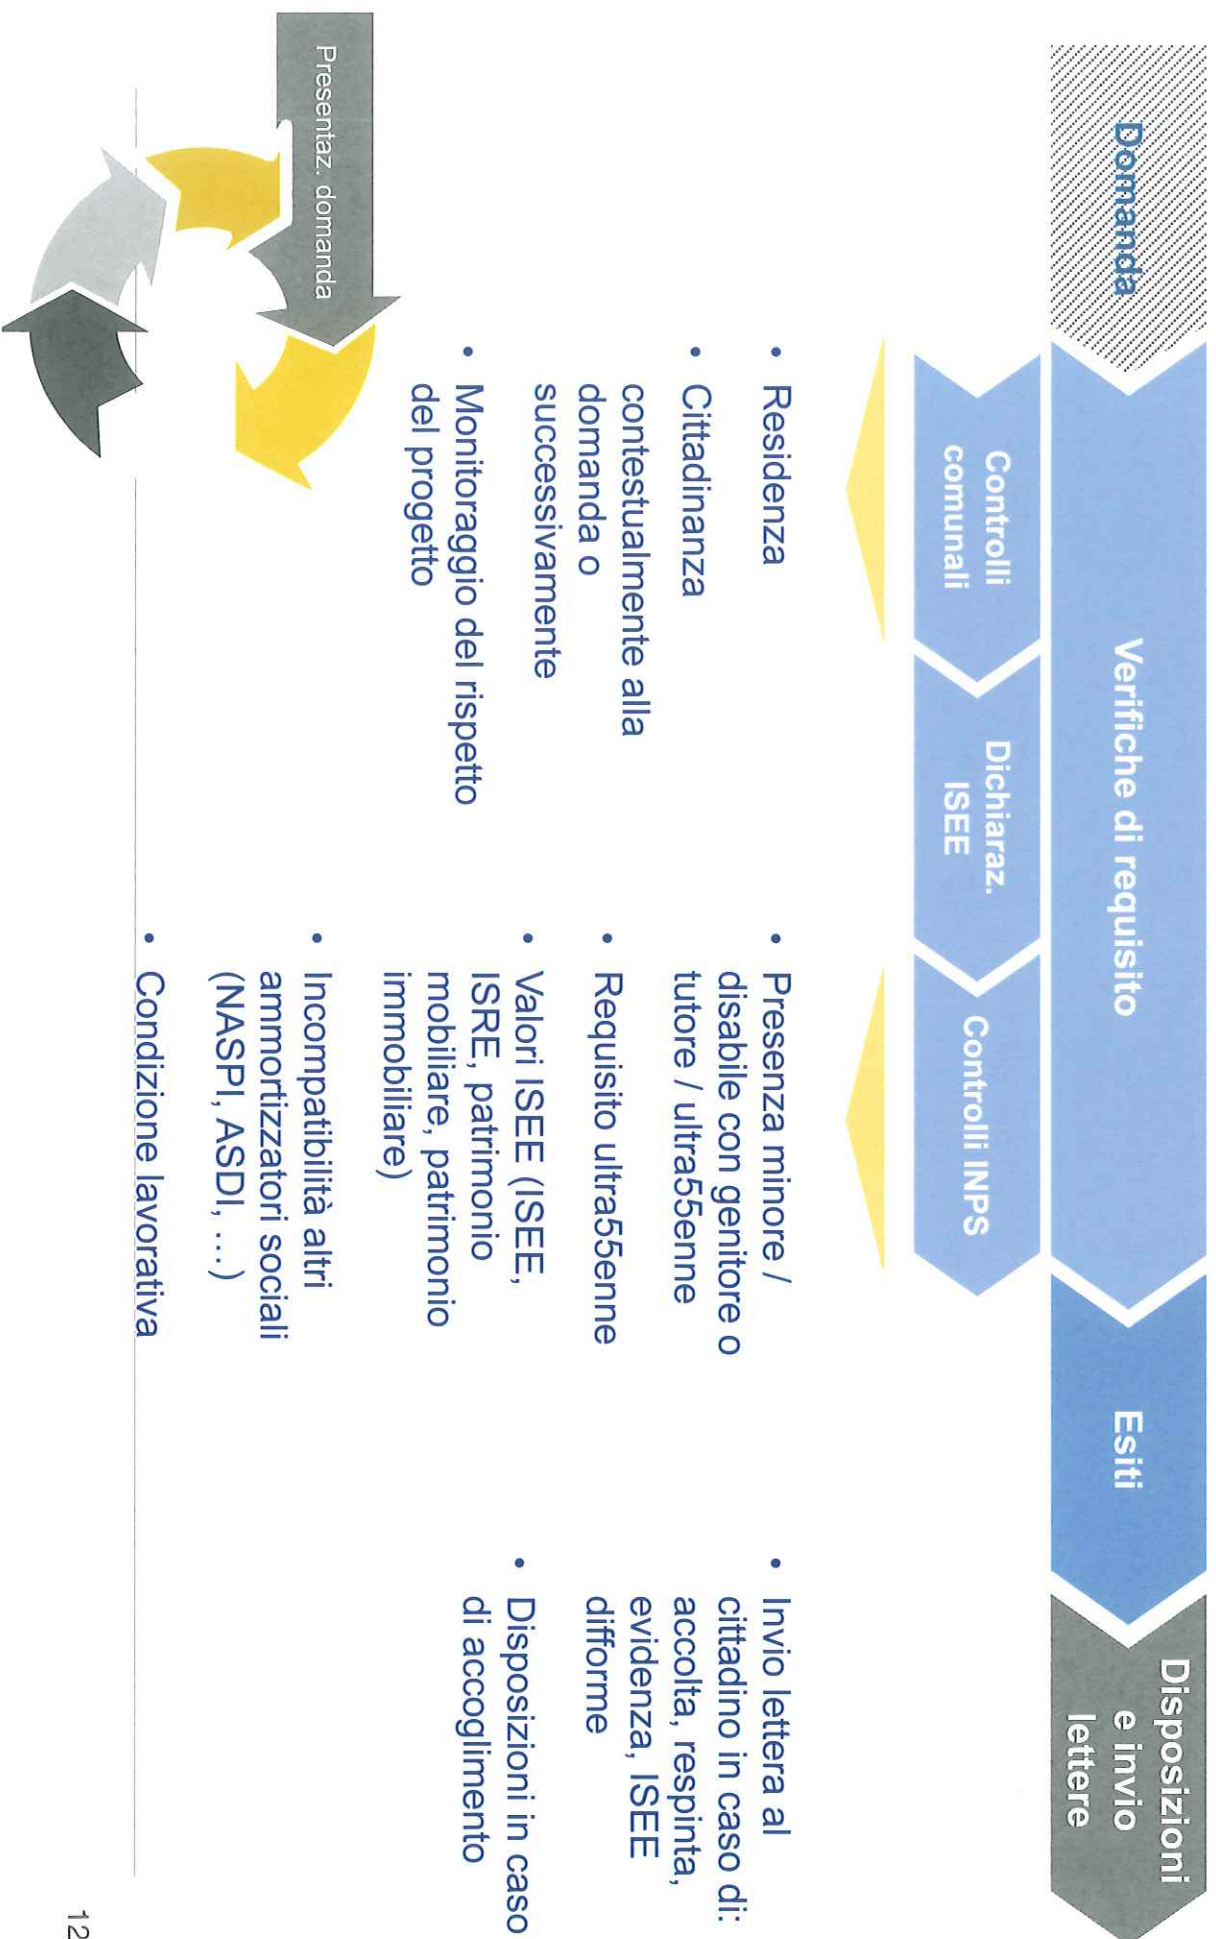 Domanda
Verifiche di requisito
Esiti
Disposizioni
e invio
lettere
Controlli
comunali
Dichiaraz.
ISEE
Controlli INPS
• Residenza
• Cittadinanza
contestualmente alla
domanda o
successivamente
• Monitoraggio del rispetto
del progetto
• Presenza minore /
disabile con genitore o
tutore / ultra55enne
• Requisito ultra55enne
• Valori ISEE (ISEE,
ISRE, patrimonio
mobiliare, patrimonio
immobiliare)
• Incompatibilità altri
ammortizzatori sociali
(NASPI, ASDI, …)
• Condizione lavorativa
• Invio lettera al
cittadino in caso di:
accolta, respinta,
evidenza, ISEE
difforme
• Disposizioni in caso
di accoglimento
Presentaz. domanda
12